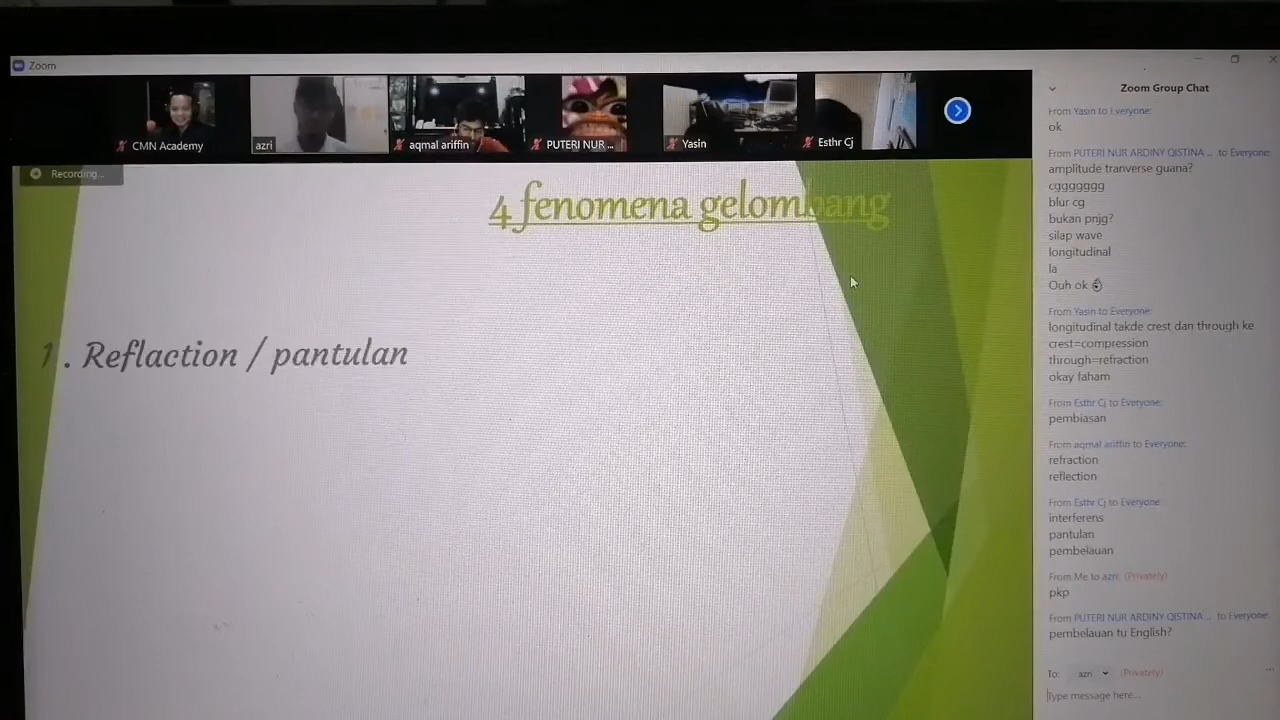 Zoom
CMN Academy
azri
aqmal ariffin
PUTERI NUR ...
Yasin
Esthr Cj
Recording...
4 fenomena gelombang
1 . Reflaction / pantulan
Zoom Group Chat
From Yasin to Everyone:
ok
From PUTERI NUR ARDINY QISTINA ... to Everyone:
amplitude tranverse guana?
cggggggg
blur cg
bukan pnjg?
silap wave
longitudinal
la
Ouh ok
From Yasin to Everyone:
longitudinal takde crest dan through ke
crest=compression
through=refraction
okay faham
From Esthr Cj to Everyone:
pembiasan
From aqmal ariffin to Everyone:
refraction
reflection
From Esthr Cj to Everyone:
interferens
pantulan
pembelauan
From Me to azri: (Privately)
pkp
From PUTERI NUR ARDINY QISTINA ... to Everyone:
pembelauan tu English?
To: azri (Privately)
Type message here...